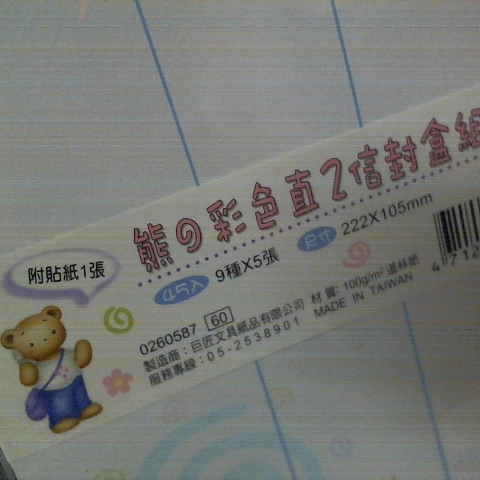 熊の彩色直2信封盒組
附貼紙1張
45入 9種X5張 尺寸 222X105mm
0260587 60
製造商：巨匠文具紙品有限公司 材 質: 100g/m² 道林紙
服務專線：05-2538901 MADE IN TAIWAN
4 712